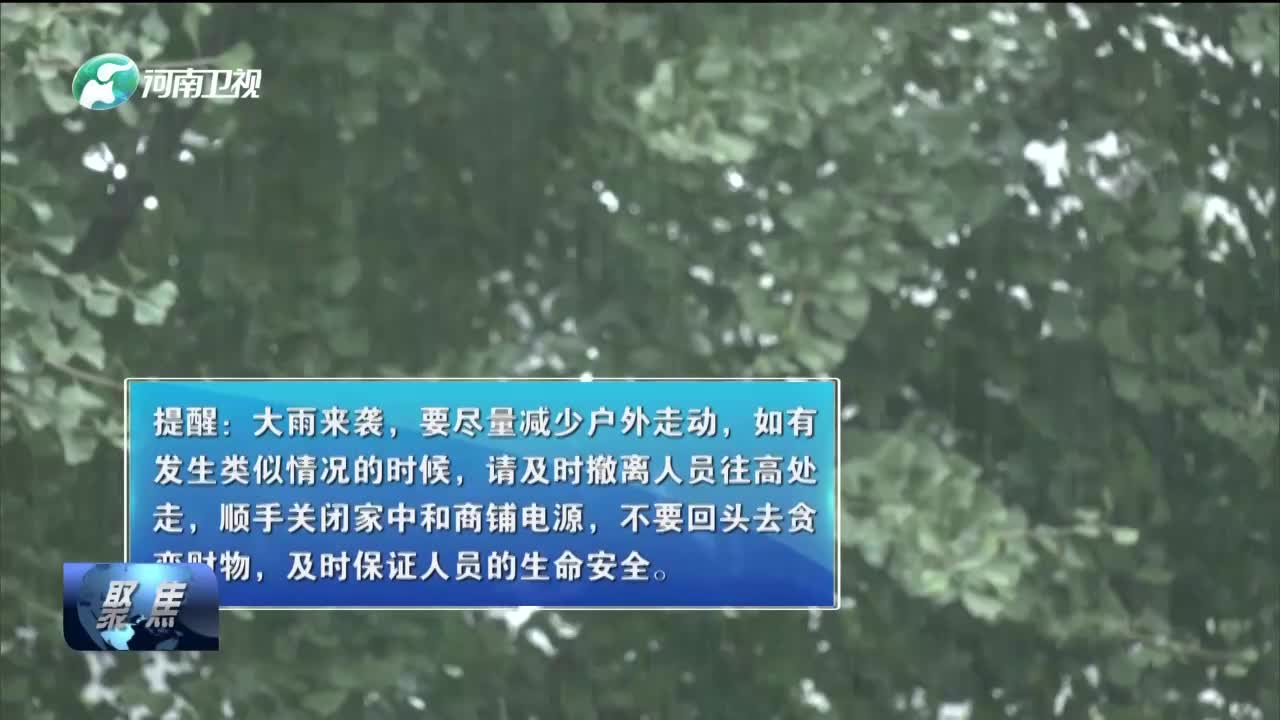 河南卫视
提醒：大雨来袭，要尽量减少户外走动，如有
发生类似情况的时候，请及时撤离人员往高处
走，顺手关闭家中和商铺电源，不要回头去贪
财物，及时保证人员的生命安全。
聚焦